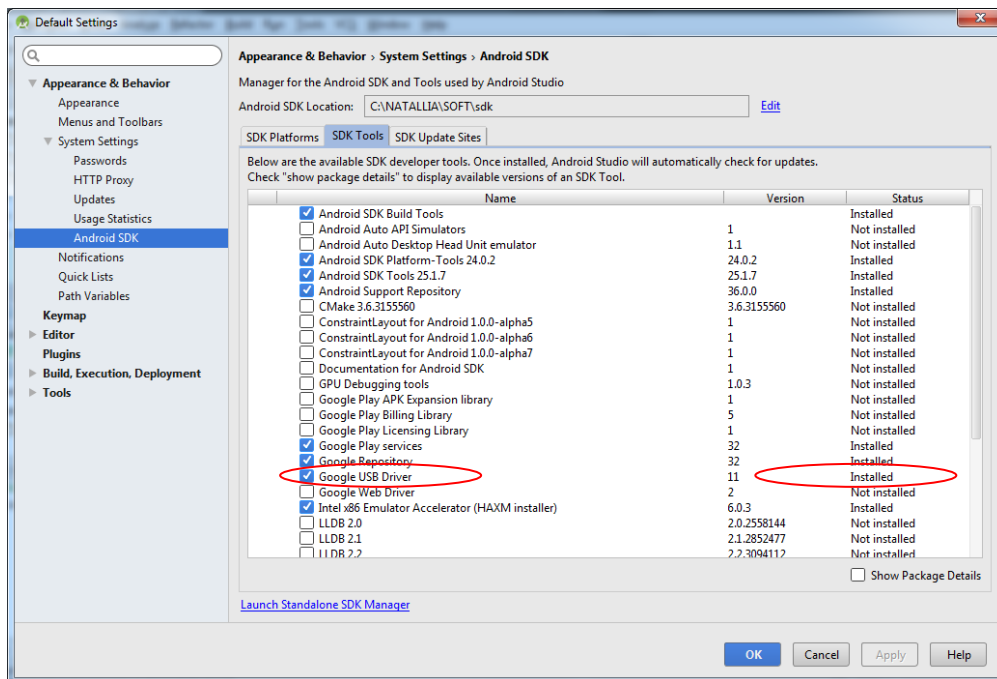 Default Settings
Appearance & Behavior
Appearance
Menus and Toolbars
System Settings
Passwords
HTTP Proxy
Updates
Usage Statistics
Android SDK
Notifications
Quick Lists
Path Variables
Keymap
Editor
Plugins
Build, Execution, Deployment
Tools
Appearance & Behavior › System Settings › Android SDK
Manager for the Android SDK and Tools used by Android Studio
Android SDK Location: C:\NATALLIA\SOFT\sdk Edit
SDK Platforms SDK Tools SDK Update Sites
Below are the available SDK developer tools. Once installed, Android Studio will automatically check for updates.
Check "show package details" to display available versions of an SDK Tool.
Name Version Status
Android SDK Build Tools Installed
Android Auto API Simulators 1 Not installed
Android Auto Desktop Head Unit emulator 1.1 Not installed
Android SDK Platform-Tools 24.0.2 24.0.2 Installed
Android SDK Tools 25.1.7 25.1.7 Installed
Android Support Repository 36.0.0 Installed
CMake 3.6.3155560 3.6.3155560 Not installed
ConstraintLayout for Android 1.0.0-alpha5 1 Not installed
ConstraintLayout for Android 1.0.0-alpha6 1 Not installed
ConstraintLayout for Android 1.0.0-alpha7 1 Not installed
Documentation for Android SDK 1 Not installed
GPU Debugging tools 1.0.3 Not installed
Google Play APK Expansion library 1 Not installed
Google Play Billing Library 5 Not installed
Google Play Licensing Library 1 Not installed
Google Play services 32 Installed
Google Repository 32 Installed
Google USB Driver 11 Installed
Google Web Driver 2 Not installed
Intel x86 Emulator Accelerator (HAXM installer) 6.0.3 Installed
LLDB 2.0 2.0.2558144 Not installed
LLDB 2.1 2.1.2852477 Not installed
LLDB 2.2 2.2.3094112 Not installed
Show Package Details
Launch Standalone SDK Manager
OK Cancel Apply Help